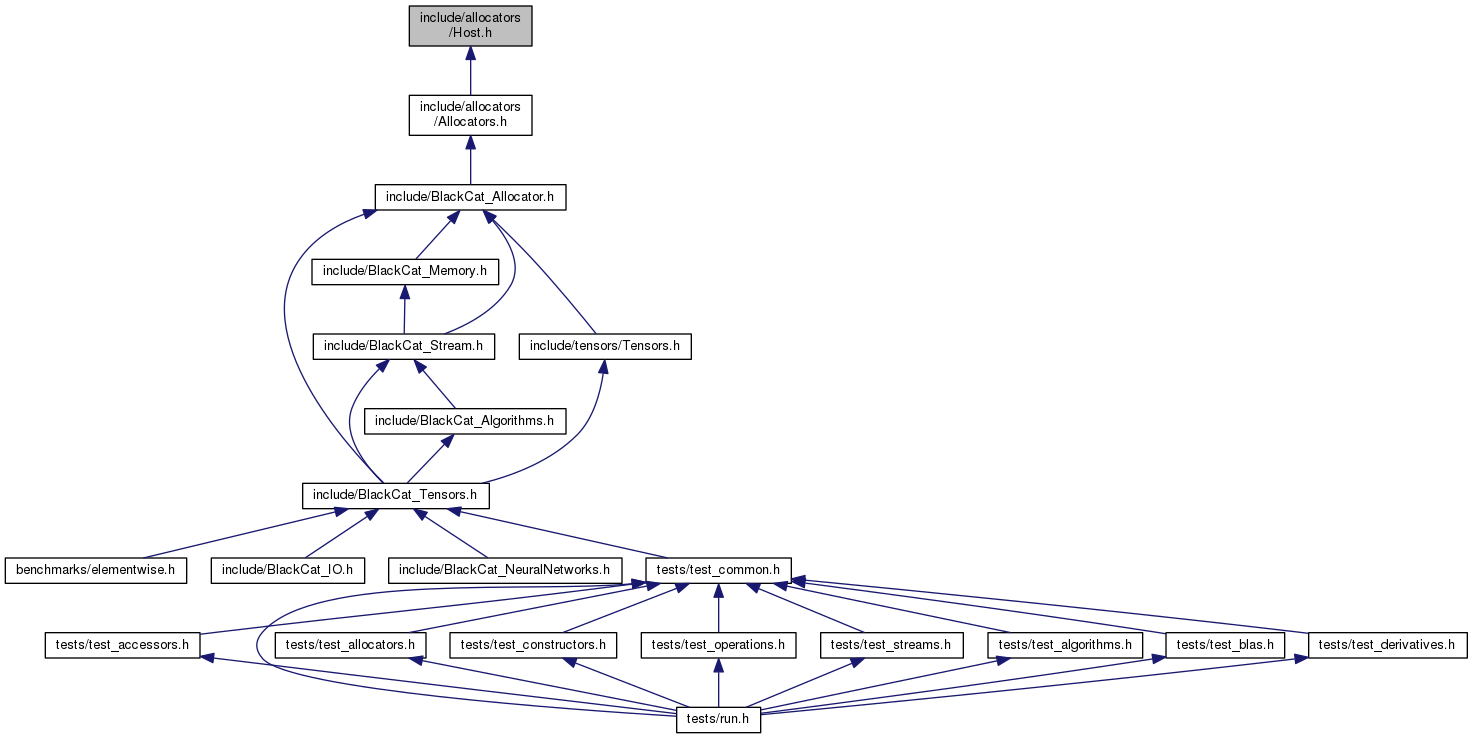 include/allocators
/Host.h
include/allocators
/Allocators.h
include/BlackCat_Allocator.h
include/BlackCat_Memory.h
include/BlackCat_Stream.h
include/tensors/Tensors.h
include/BlackCat_Algorithms.h
include/BlackCat_Tensors.h
benchmarks/elementwise.h
include/BlackCat_IO.h
include/BlackCat_NeuralNetworks.h
tests/test_common.h
tests/test_accessors.h
tests/test_allocators.h
tests/test_constructors.h
tests/test_operations.h
tests/test_streams.h
tests/test_algorithms.h
tests/test_blas.h
tests/test_derivatives.h
tests/run.h